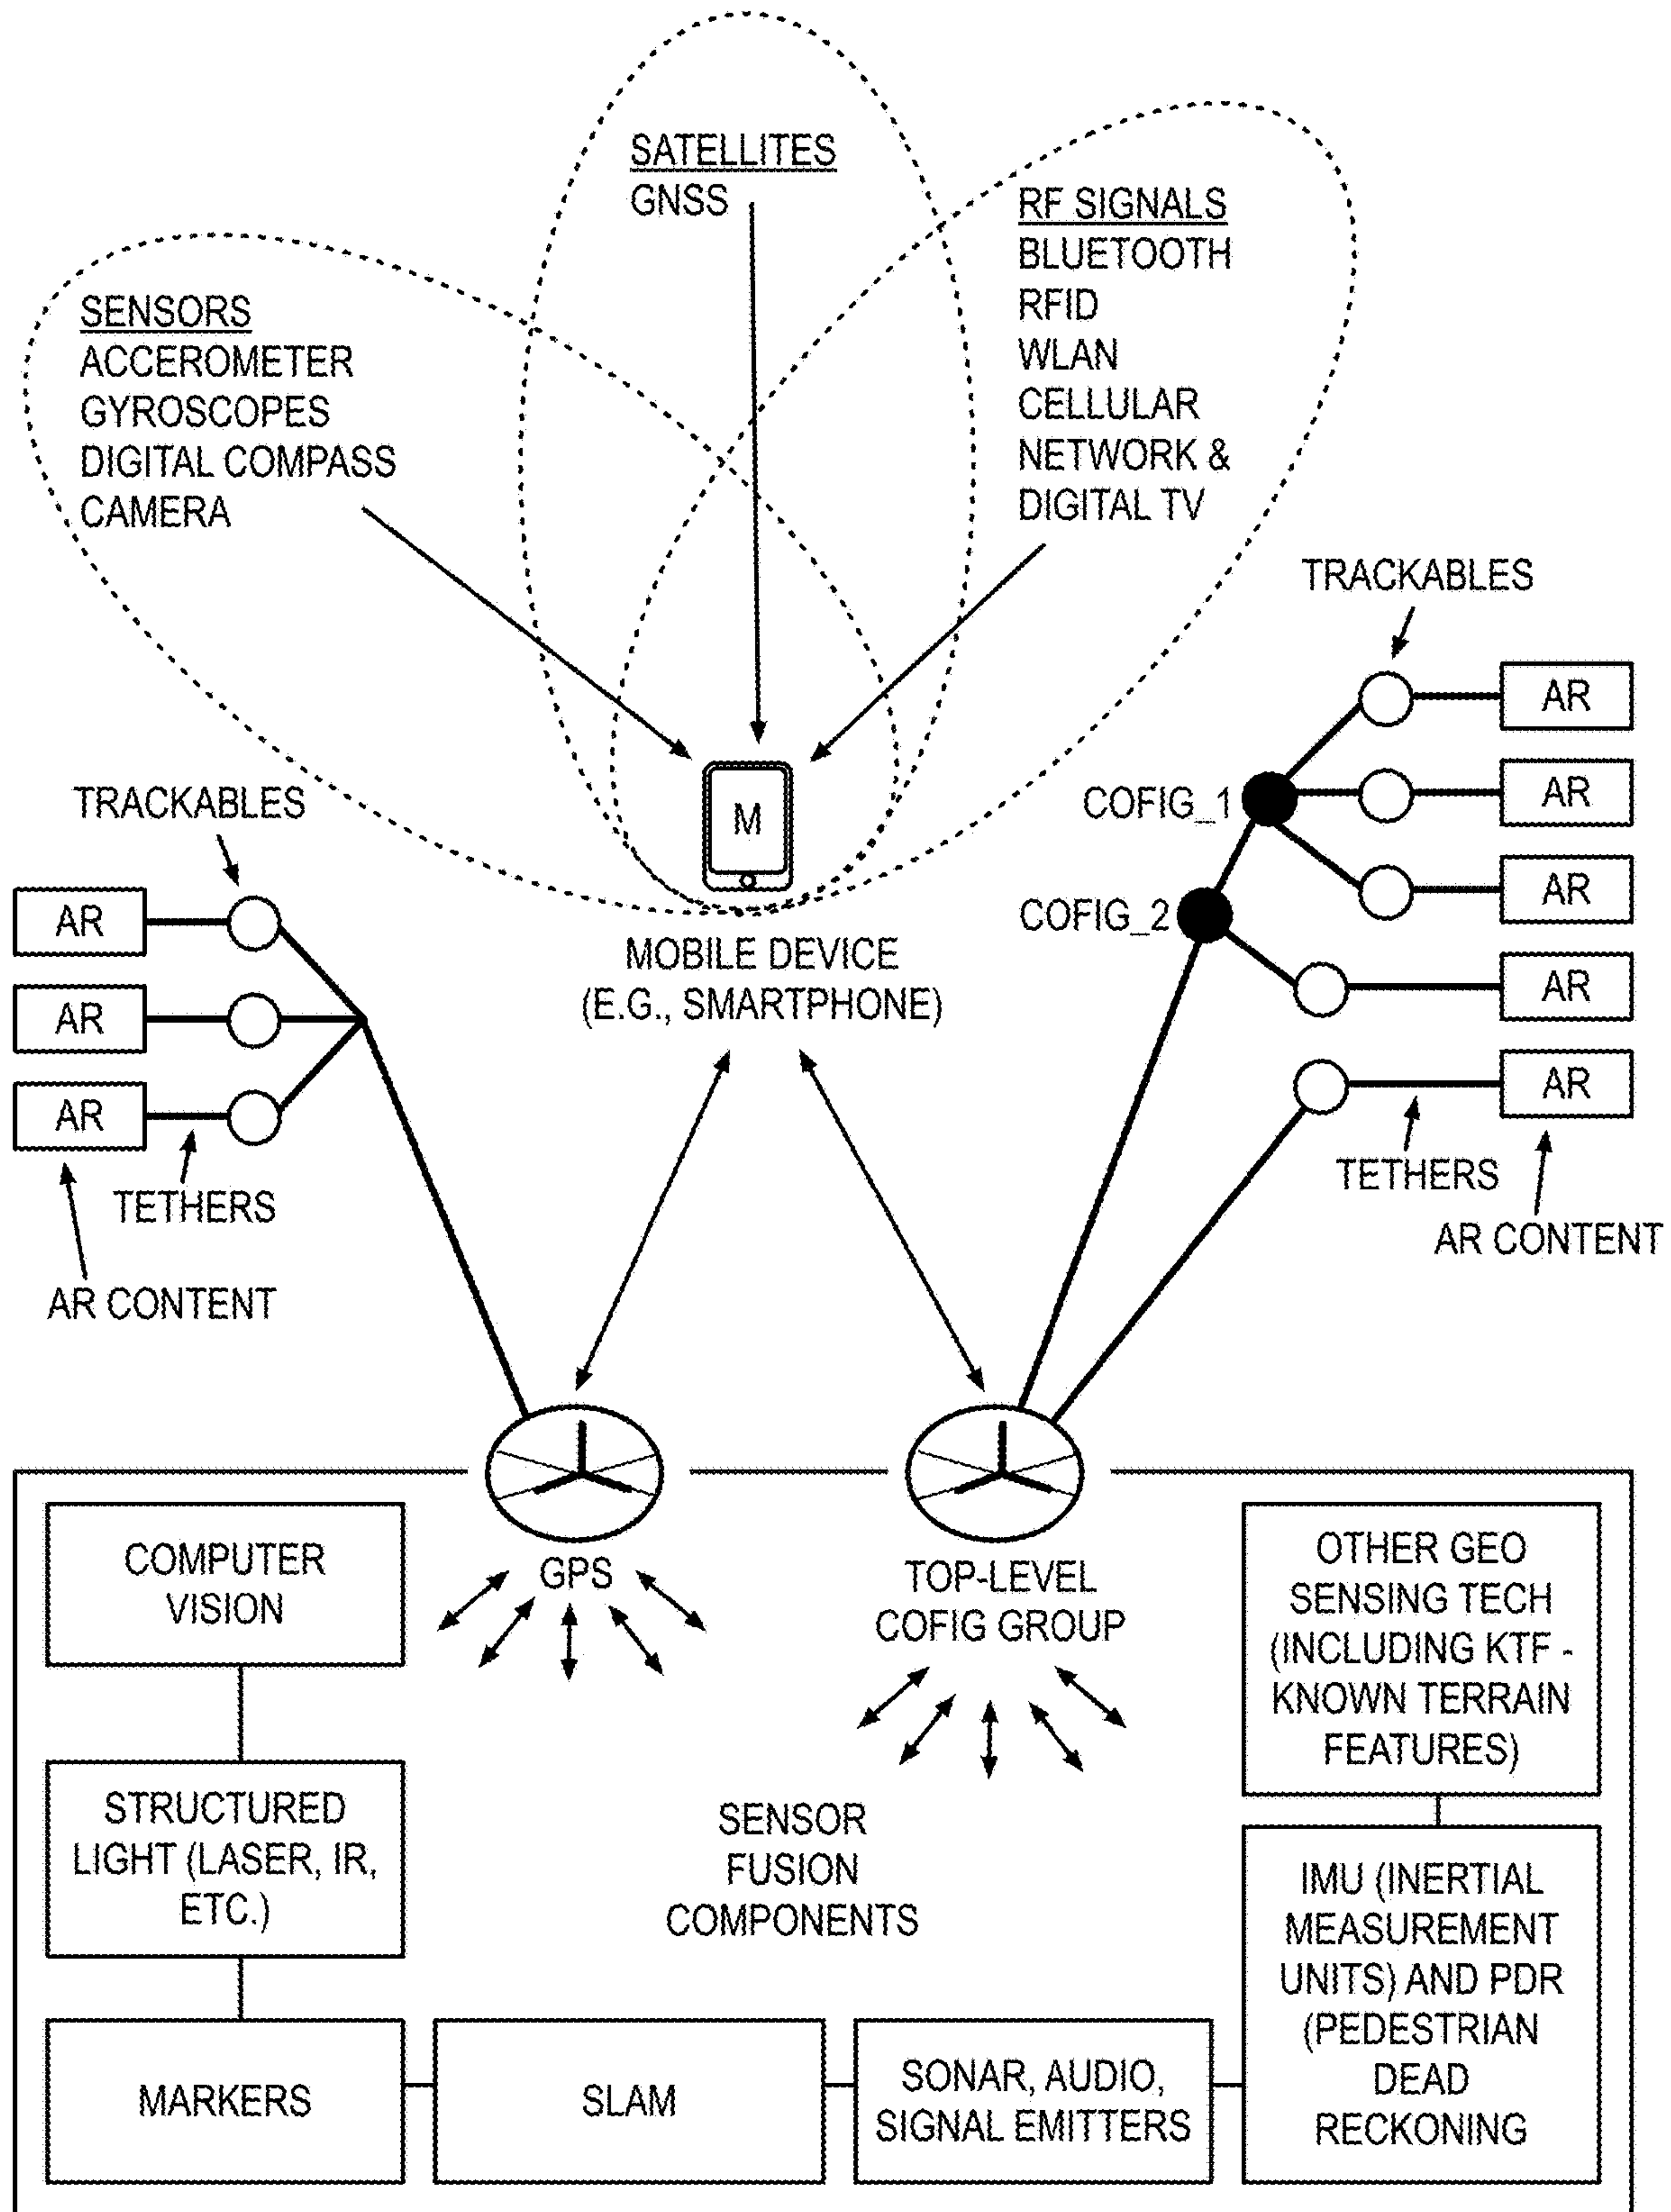 SATELLITES
GNSS
RF SIGNALS
BLUETOOTH
RFID
WLAN
CELLULAR
NETWORK &
DIGITAL TV
SENSORS
ACCEROMETER
GYROSCOPES
DIGITAL COMPASS
CAMERA
TRACKABLES
AR
AR
AR
AR
AR
COFIG_1
COFIG_2
TETHERS
AR CONTENT
M
MOBILE DEVICE
(E.G., SMARTPHONE)
TRACKABLES
AR
AR
AR
TETHERS
AR CONTENT
GPS
TOP-LEVEL
COFIG GROUP
COMPUTER
VISION
STRUCTURED
LIGHT (LASER, IR,
ETC.)
MARKERS
SLAM
SONAR, AUDIO,
SIGNAL EMITTERS
SENSOR
FUSION
COMPONENTS
OTHER GEO
SENSING TECH
(INCLUDING KTF -
KNOWN TERRAIN
FEATURES)
IMU (INERTIAL
MEASUREMENT
UNITS) AND PDR
(PEDESTRIAN
DEAD
RECKONING